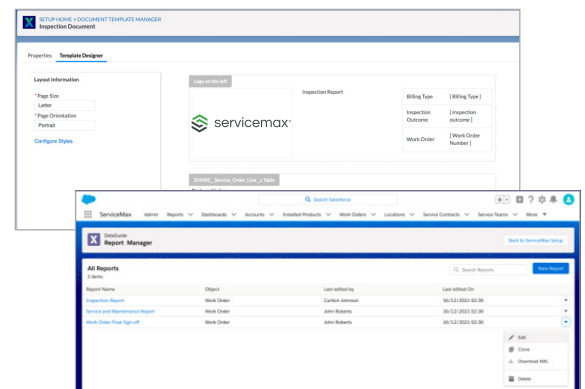 SETUP HOME > DOCUMENT TEMPLATE MANAGER
Inspection Document
Properties Template Designer
Layout Information
*Page Size
Letter
*Page Orientation
Portrait
Configure Styles
Logo on the left
servicemax
Inspection Report
Billing Type [ Billing Type ]
Inspection Outcome [ Inspection outcome ]
Work Order [ Work Order Number ]
SVMXC__Service_Order_Line__c Table
Search Salesforce
ServiceMax Admin Reports Dashboards Accounts Installed Products Work Orders Locations Service Contracts Service Teams More
DataGuide
Report Manager
Back to ServiceMax Setup
All Reports
3 items
Search Reports
New Report
Report Name Object Last edited by Last edited On
Inspection Report Work Order Carlton Johnson 16/12/2021 02:30
Service and Maintenance Report Work Order John Roberts 16/12/2021 02:30
Work Order Final Sign-off Work Order John Roberts 16/12/2021 02:30
Edit
Clone
Download XML
Delete